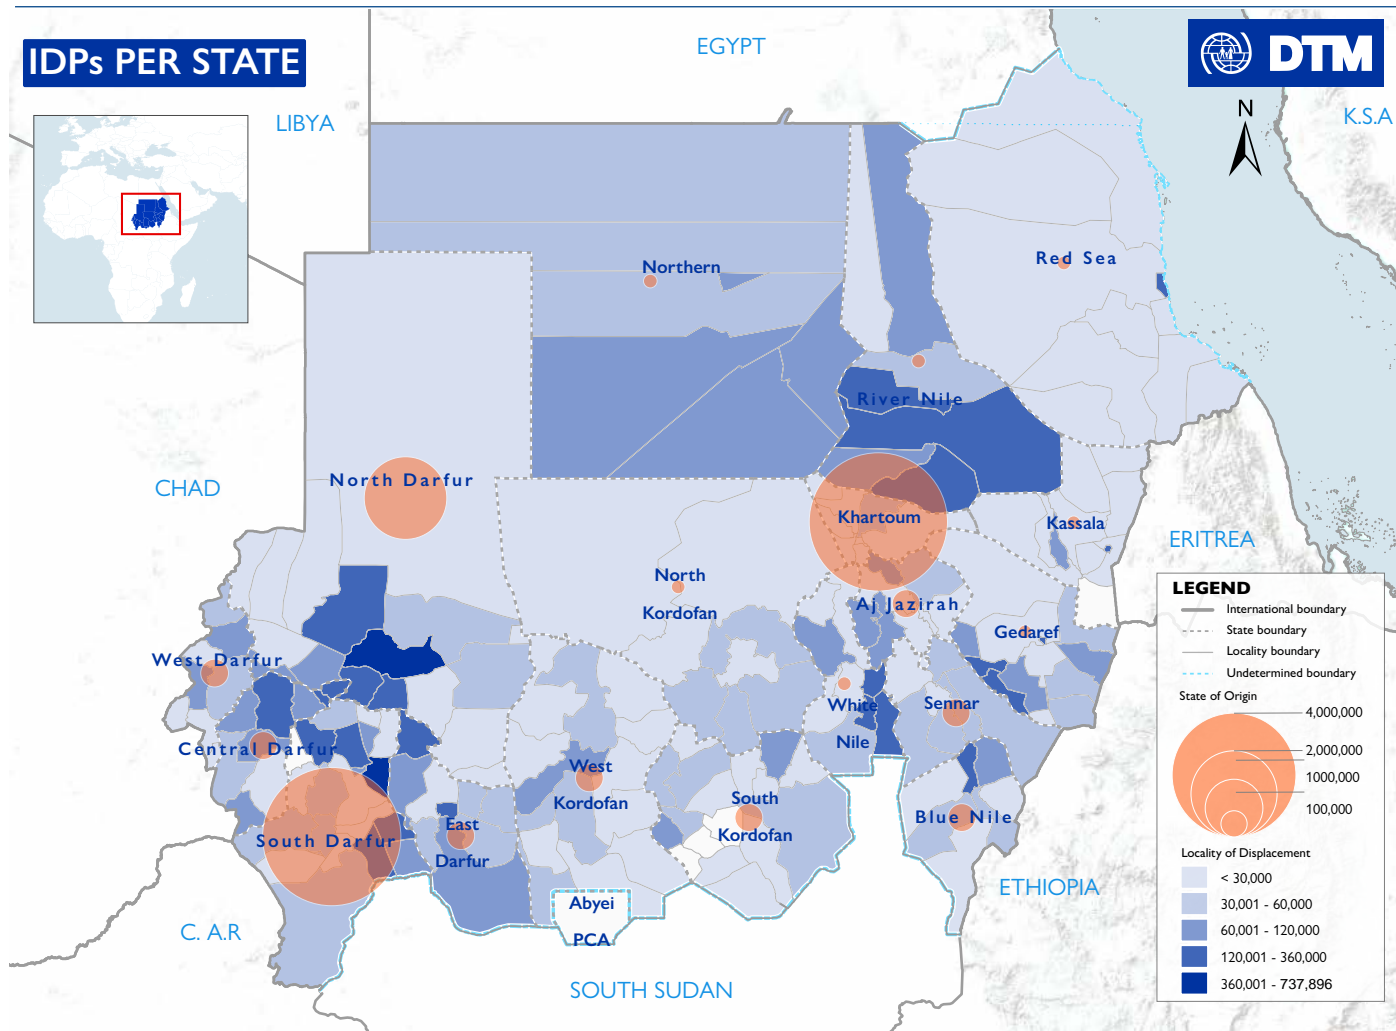 IDPs PER STATE
EGYPT
DTM
LIBYA
N
K.S.A
Northern
Red Sea
River Nile
North Darfur
CHAD
Khartoum
Kassala
ERITREA
North
Kordofan
Aj Jazirah
Gedaref
West Darfur
White
Nile
Sennar
Central Darfur
West
Kordofan
South
Kordofan
Blue Nile
East
Darfur
South Darfur
ETHIOPIA
Abyei
PCA
C. A.R
SOUTH SUDAN
LEGEND
International boundary
State boundary
Locality boundary
Undetermined boundary
State of Origin
4,000,000
2,000,000
1000,000
100,000
Locality of Displacement
< 30,000
30,001 - 60,000
60,001 - 120,000
120,001 - 360,000
360,001 - 737,896